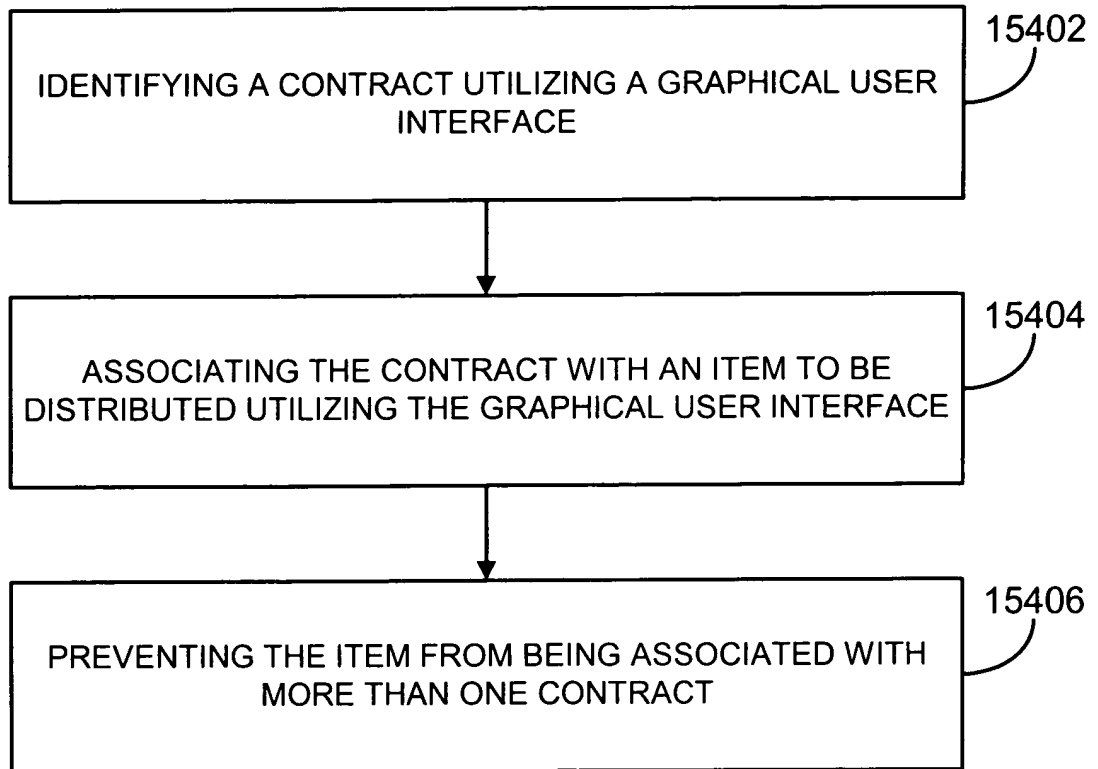 15402
IDENTIFYING A CONTRACT UTILIZING A GRAPHICAL USER
INTERFACE
15404
ASSOCIATING THE CONTRACT WITH AN ITEM TO BE
DISTRIBUTED UTILIZING THE GRAPHICAL USER INTERFACE
15406
PREVENTING THE ITEM FROM BEING ASSOCIATED WITH
MORE THAN ONE CONTRACT